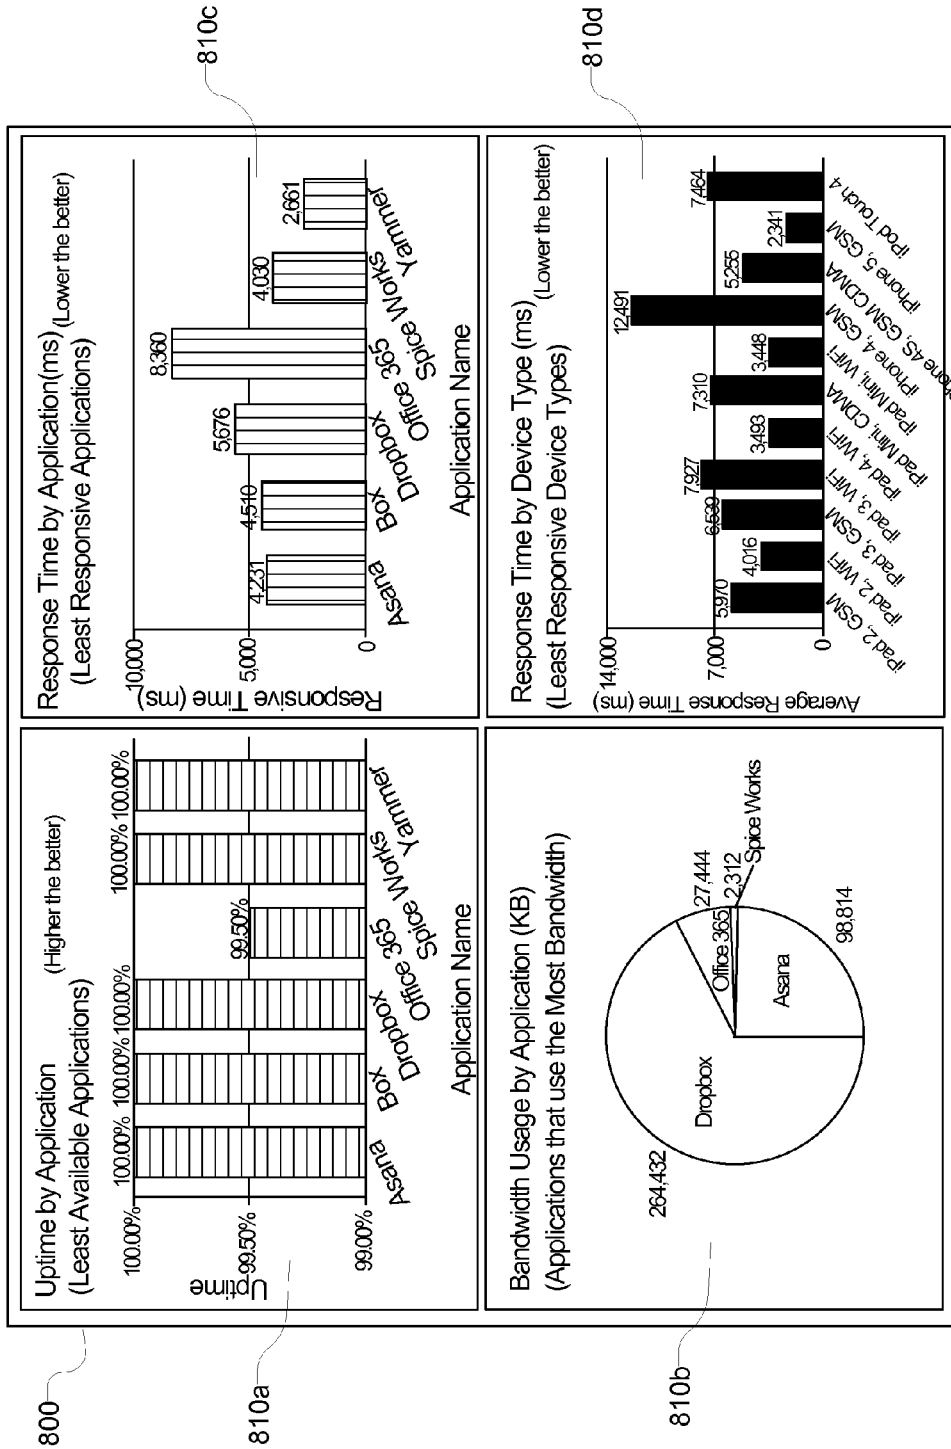 800
810a
Uptime by Application
(Least Available Applications)
(Higher the better)
Uptime
100.00%
99.50%
99.00%
100.00%
100.00%
100.00%
99.50%
100.00%
100.00%
Asana
Box
Dropbox
Office 365
Spice Works
Yammer
Application Name
810c
Response Time by Application(ms)
(Lower the better)
(Least Responsive Applications)
Responsive Time (ms)
10,000
5,000
0
4,231
4,510
5,676
8,360
4,030
2,661
Asana
Box
Dropbox
Office 365
Spice Works
Yammer
Application Name
810b
Bandwidth Usage by Application (KB)
(Applications that use the Most Bandwidth)
264,432
Dropbox
27,444
Office 365
2,312
Spice Works
Asana
98,814
810d
Response Time by Device Type (ms)
(Lower the better)
(Least Responsive Device Types)
Average Response Time (ms)
14,000
7,000
0
5,970
4,016
6,539
7,927
3,493
7,310
3,448
12,491
5,255
2,341
7,464
iPad 2, GSM
iPad 2, WiFi
iPad 3, GSM
iPad 3, WiFi
iPad 4, WiFi
iPad Mini, CDMA
iPad Mini, WiFi
iPhone 4, GSM
iPhone 4S, GSM CDMA
iPhone 5, GSM
iPod Touch 4